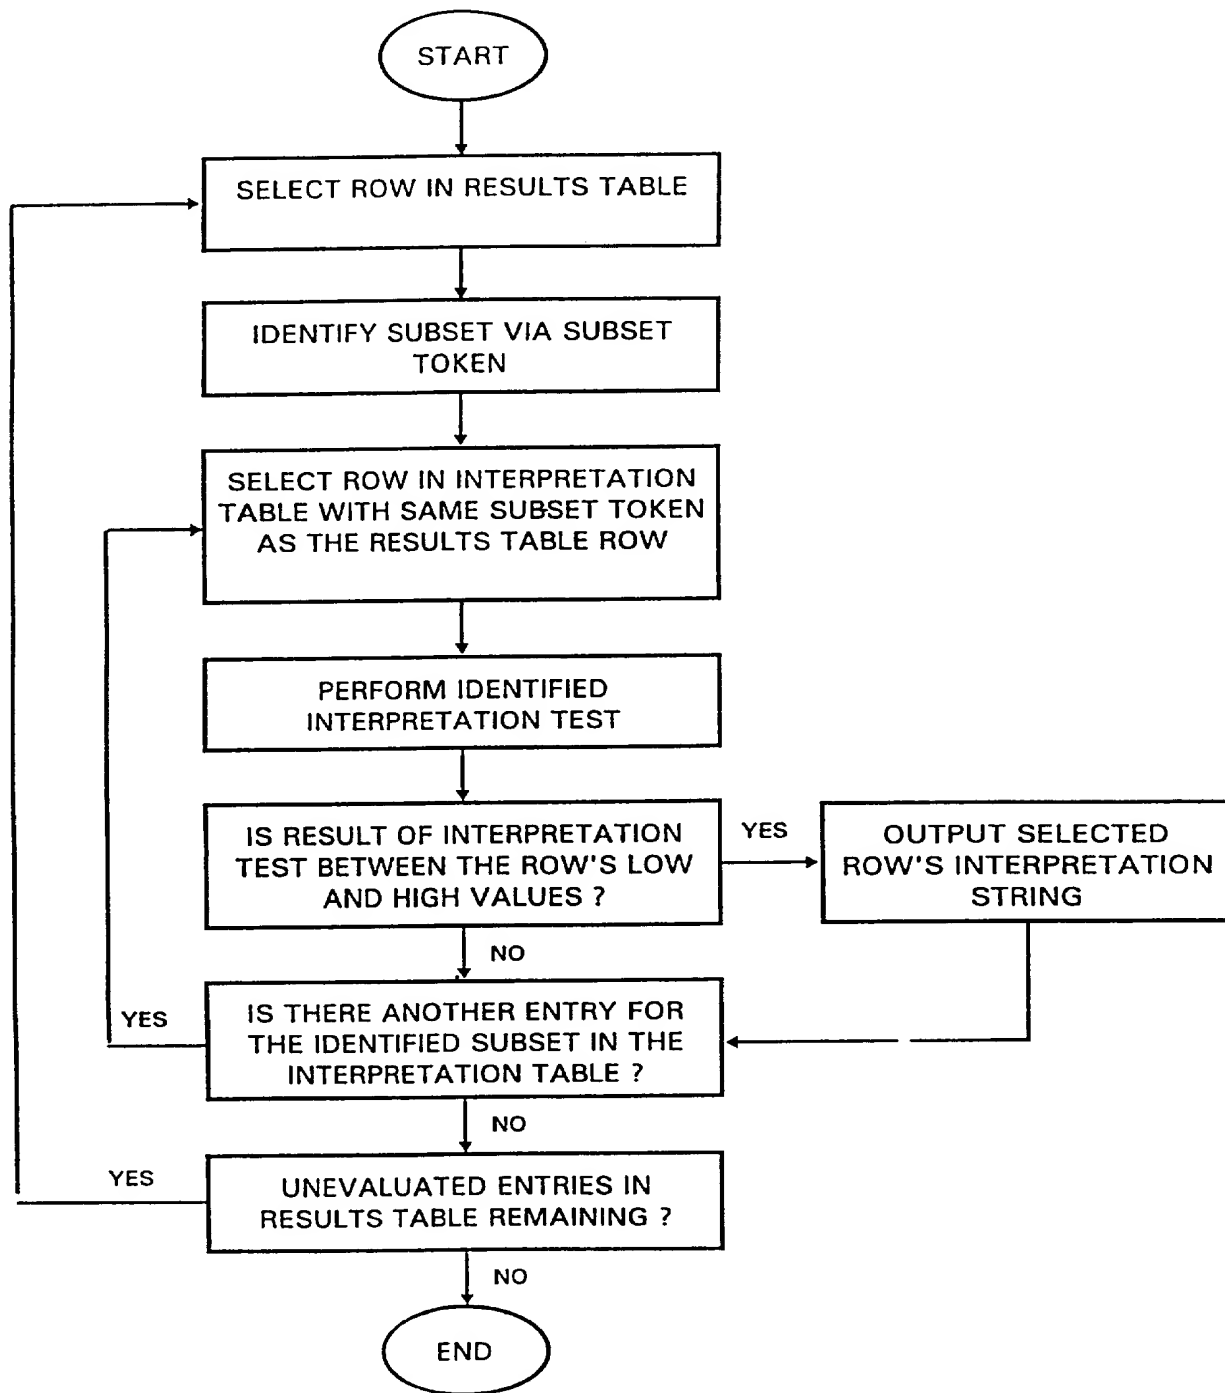 START
SELECT ROW IN RESULTS TABLE
IDENTIFY SUBSET VIA SUBSET
TOKEN
SELECT ROW IN INTERPRETATION
TABLE WITH SAME SUBSET TOKEN
AS THE RESULTS TABLE ROW
PERFORM IDENTIFIED
INTERPRETATION TEST
IS RESULT OF INTERPRETATION
TEST BETWEEN THE ROW'S LOW
AND HIGH VALUES ?
YES
OUTPUT SELECTED
ROW'S INTERPRETATION
STRING
NO
IS THERE ANOTHER ENTRY FOR
THE IDENTIFIED SUBSET IN THE
INTERPRETATION TABLE ?
YES
NO
UNEVALUATED ENTRIES IN
RESULTS TABLE REMAINING ?
YES
NO
END